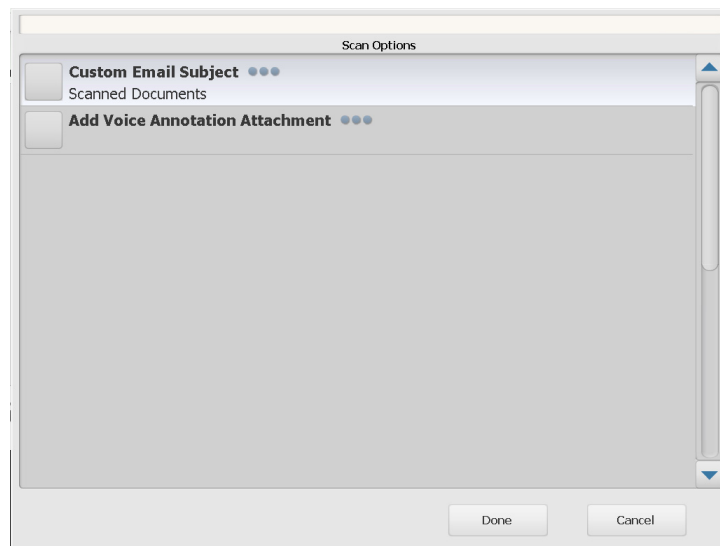 Scan Options
Custom Email Subject
Scanned Documents
Add Voice Annotation Attachment
Done
Cancel